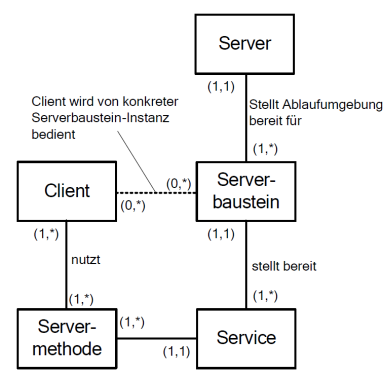 Server
(1,1)
Client wird von konkreter
Serverbaustein-Instanz
bedient
Stellt Ablaufumgebung
bereit für
(1,*)
Client
(0,*)
(0,*)
Server-
baustein
(1,*)
(1,1)
nutzt
stellt bereit
(1,*)
(1,*)
Server-
methode
(1,*)
(1,1)
Service